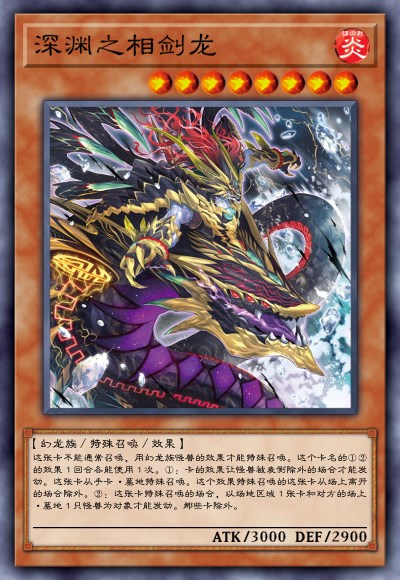 深渊之相剑龙
ほのお
炎
【幻龙族／特殊召唤／效果】
这张卡不能通常召唤，用幻龙族怪兽的效果才能特殊召唤。这个卡名的①②
的效果1回合各能使用1次。①：卡的效果让怪兽被表侧除外的场合才能发
动。这张卡从手卡・墓地特殊召唤。这个效果特殊召唤的这张卡从场上离开
的场合除外。②：这张卡特殊召唤的场合，以场地区域1张卡和对方的场上
・墓地1只怪兽为对象才能发动。那些卡除外。
ATK/3000 DEF/2900